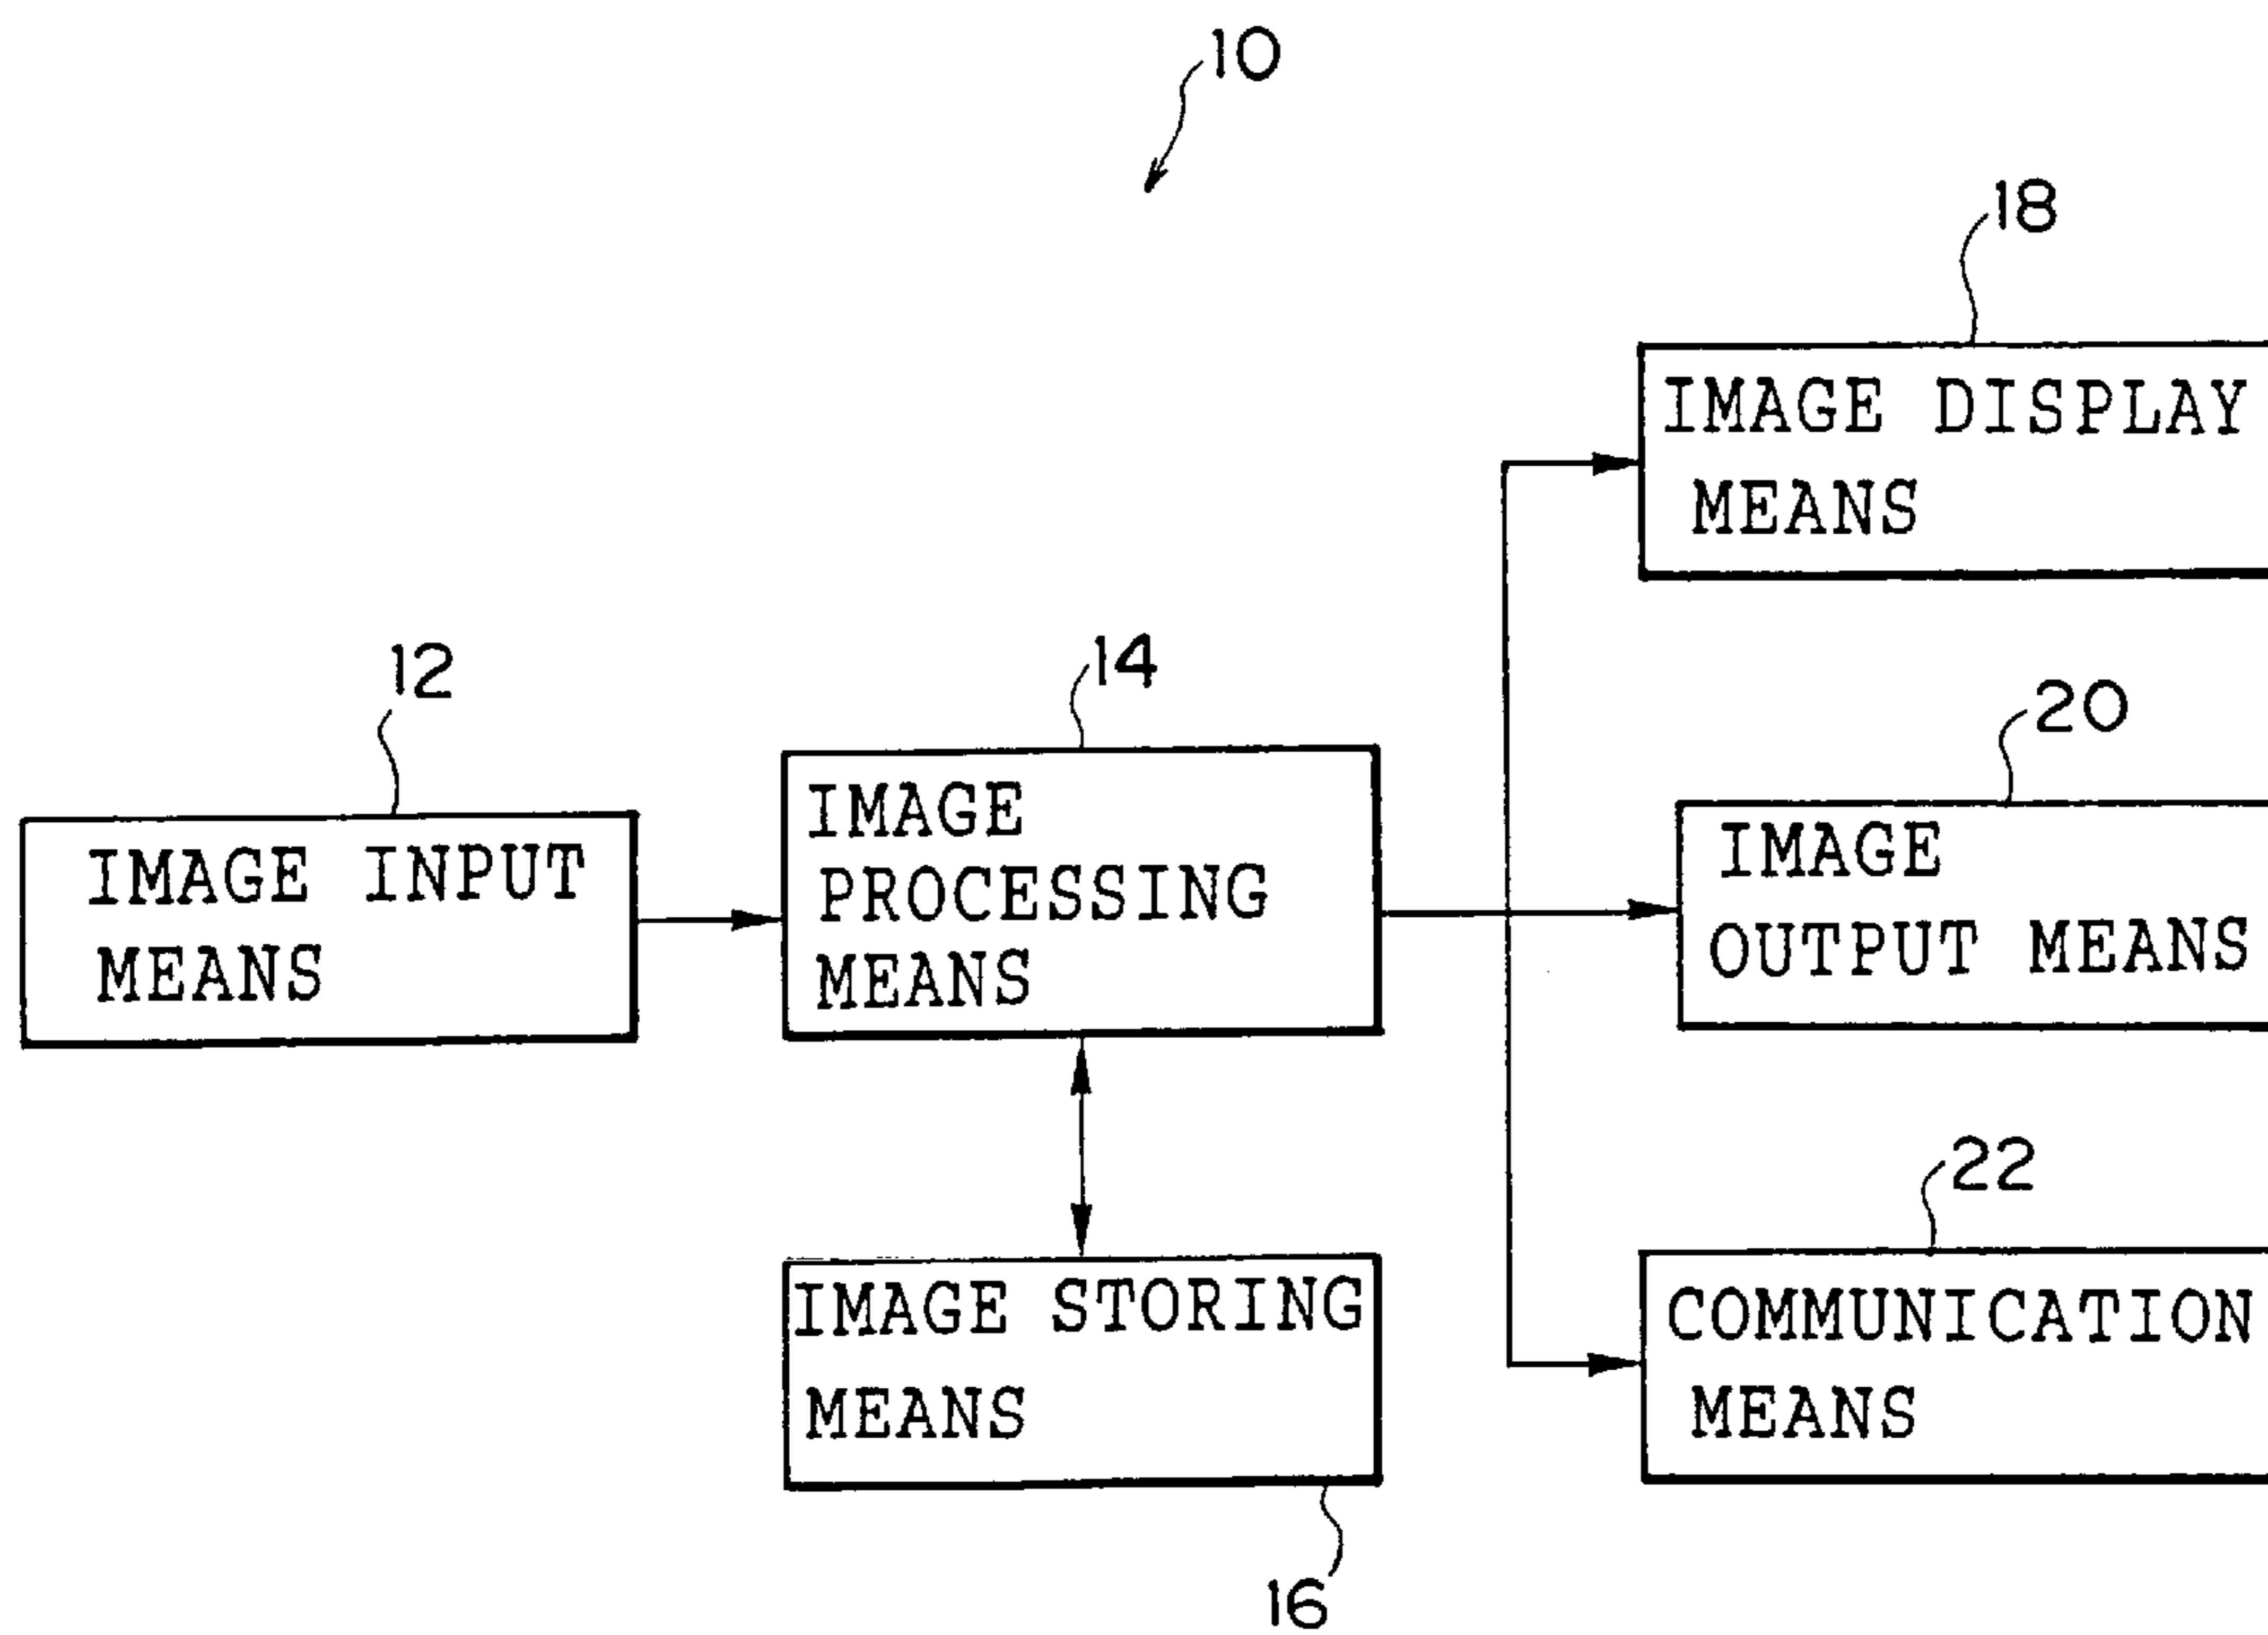 10
18
IMAGE DISPLAY
MEANS
12
14
20
IMAGE INPUT
MEANS
IMAGE
PROCESSING
MEANS
IMAGE
OUTPUT MEANS
22
IMAGE STORING
MEANS
COMMUNICATION
MEANS
16